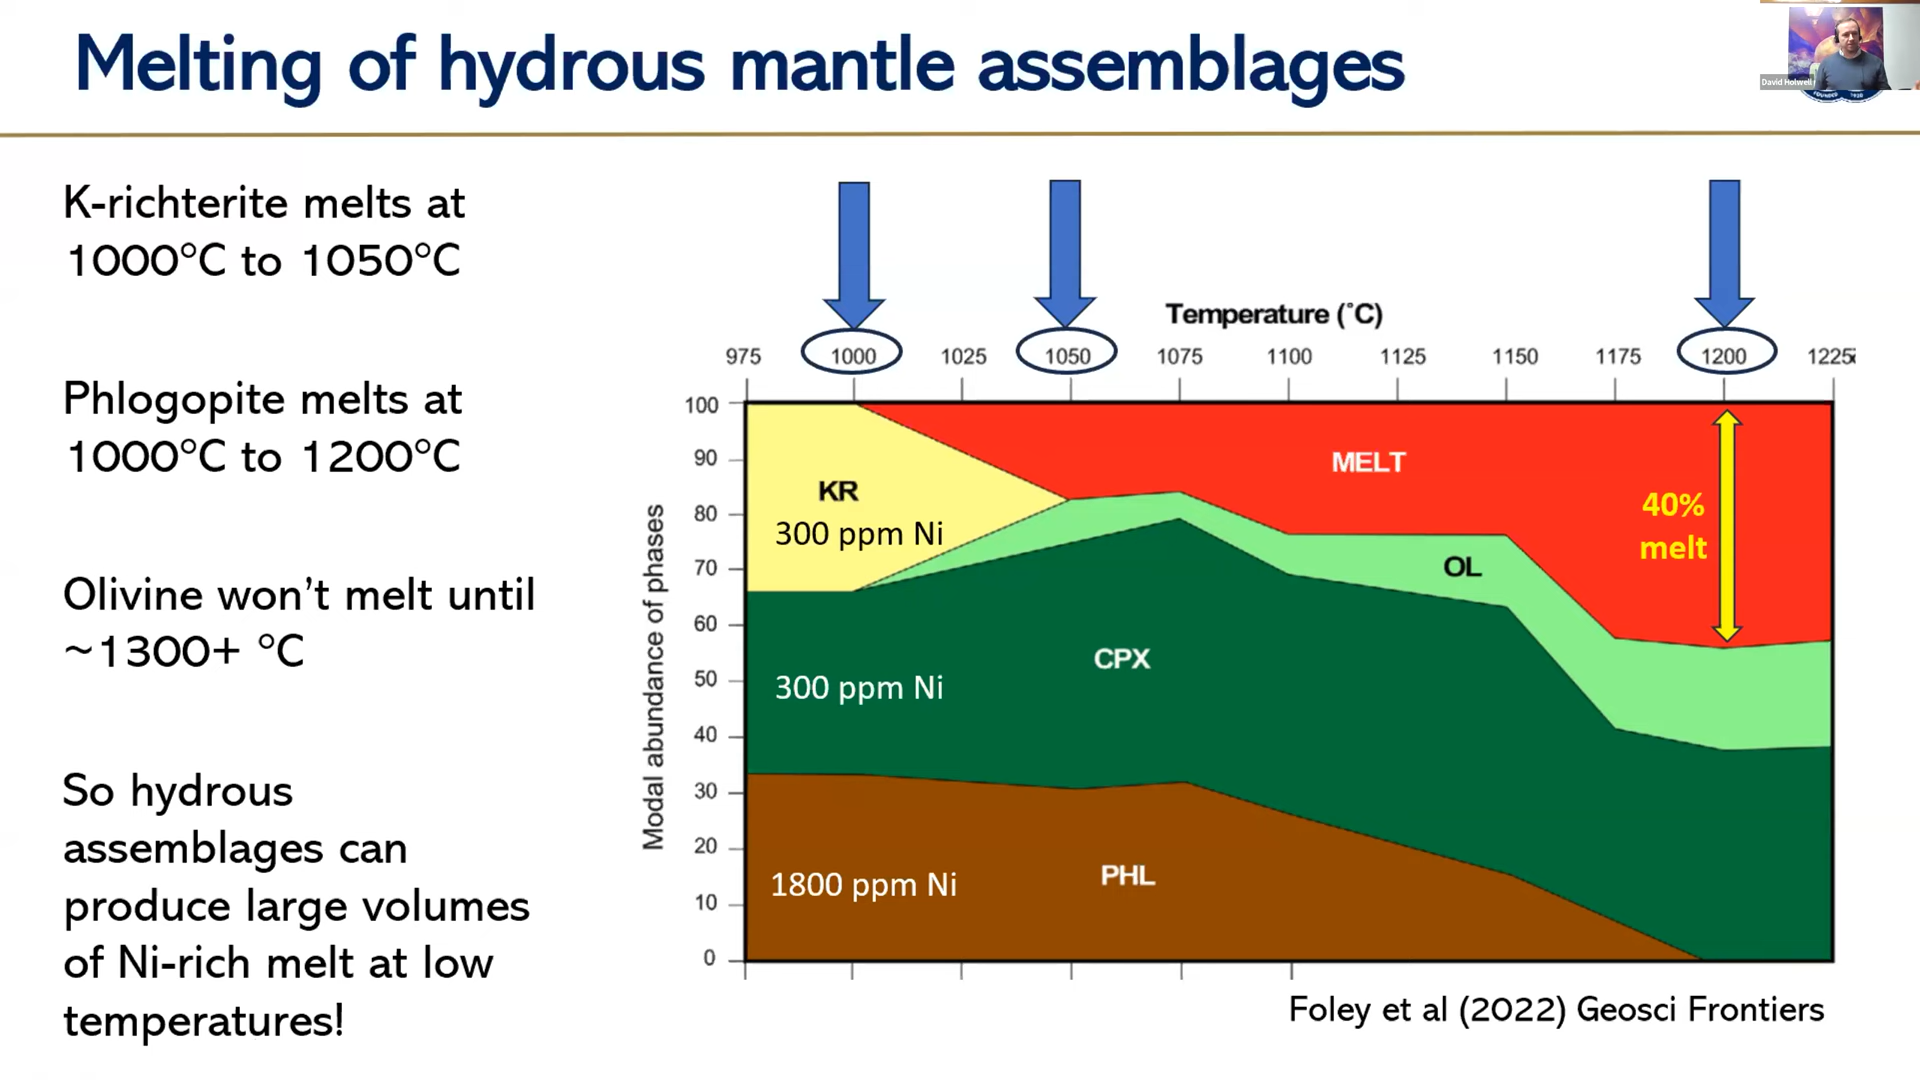 Melting of hydrous mantle assemblages
David Holwell
FOUNDED 1920
K-richterite melts at
1000°C to 1050°C
Phlogopite melts at
1000°C to 1200°C
Olivine won't melt until
~1300+ °C
So hydrous
assemblages can
produce large volumes
of Ni-rich melt at low
temperatures!
Temperature (°C)
975 1000 1025 1050 1075 1100 1125 1150 1175 1200 1225
Modal abundance of phases
100
90
80
70
60
50
40
30
20
10
0
KR
300 ppm Ni
MELT
40%
melt
OL
CPX
300 ppm Ni
PHL
1800 ppm Ni
Foley et al (2022) Geosci Frontiers